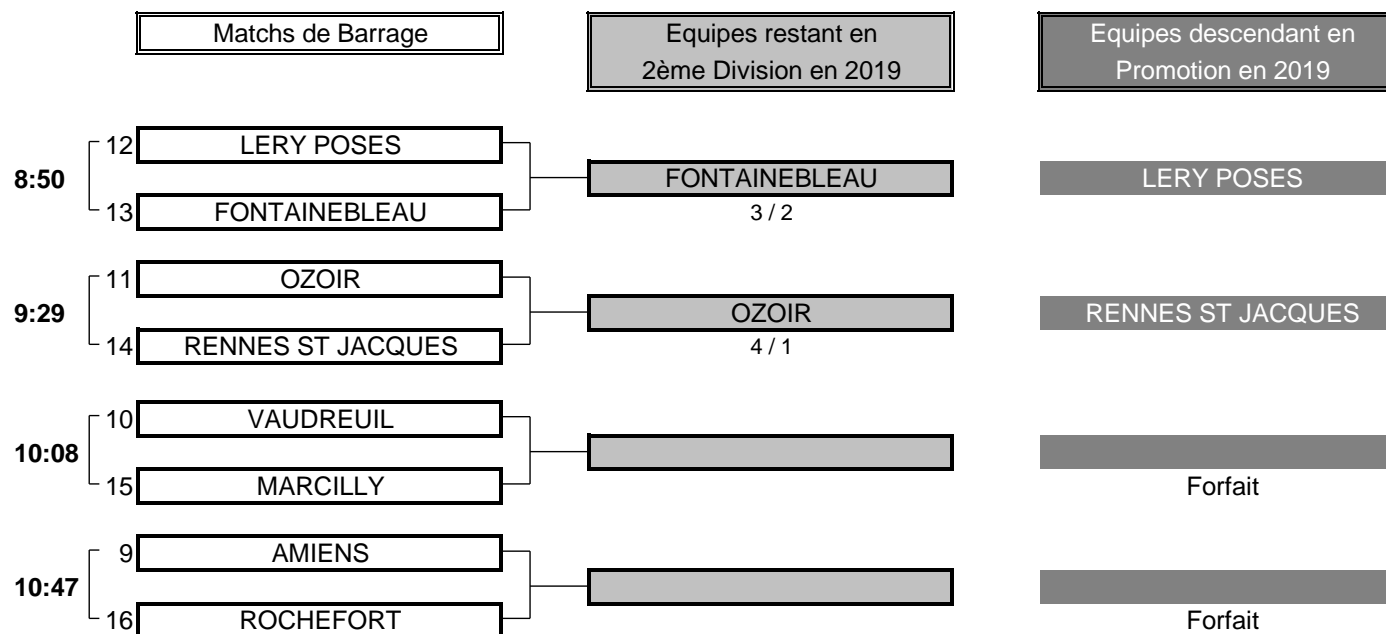 Matchs de Barrage
Equipes restant en
2ème Division en 2019
Equipes descendant en
Promotion en 2019
12 LERY POSES
8:50 FONTAINEBLEAU LERY POSES
13 FONTAINEBLEAU 3 / 2
11 OZOIR
9:29 OZOIR RENNES ST JACQUES
14 RENNES ST JACQUES 4 / 1
10 VAUDREUIL
10:08
15 MARCILLY Forfait
9 AMIENS
10:47
16 ROCHEFORT Forfait